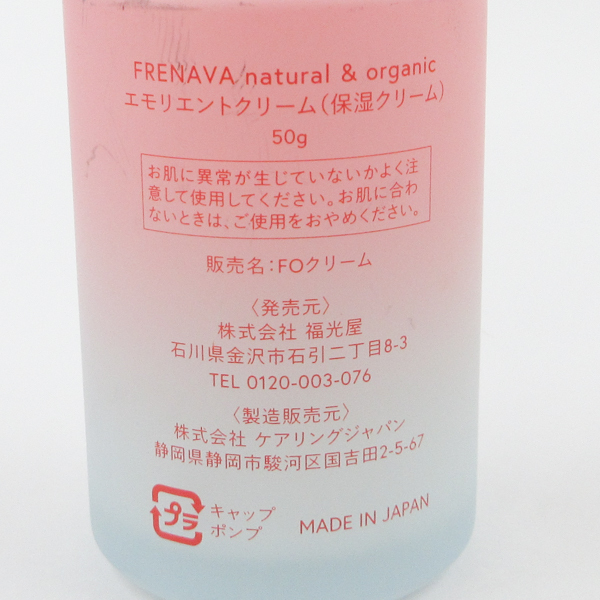 FRENAVA natural & organic
エモリエントクリーム(保湿クリーム)
50g
お肌に異常が生じていないかよく注
意して使用してください。お肌に合わ
ないときは、ご使用をおやめください。
販売名:FOクリーム
〈発売元〉
株式会社 福光屋
石川県金沢市石引二丁目8-3
TEL 0120-003-076
〈製造販売元〉
株式会社 ケアリングジャパン
静岡県静岡市駿河区国吉田2-5-67
プラ
キャップ
ポンプ
MADE IN JAPAN